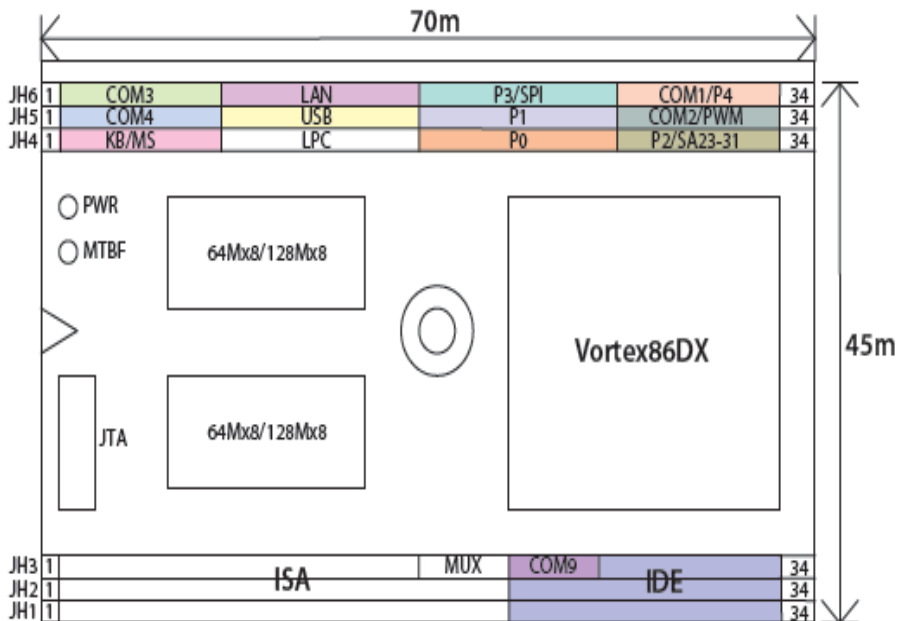 70m
JH6 1 COM3 LAN P3/SPI COM1/P4 34
JH5 1 COM4 USB P1 COM2/PWM 34
JH4 1 KB/MS LPC P0 P2/SA23-31 34
PWR
MTBF
64Mx8/128Mx8
Vortex86DX
45m
JTA
64Mx8/128Mx8
JH3 1 MUX COM9 34
ISA IDE
JH2 1 34
JH1 1 34